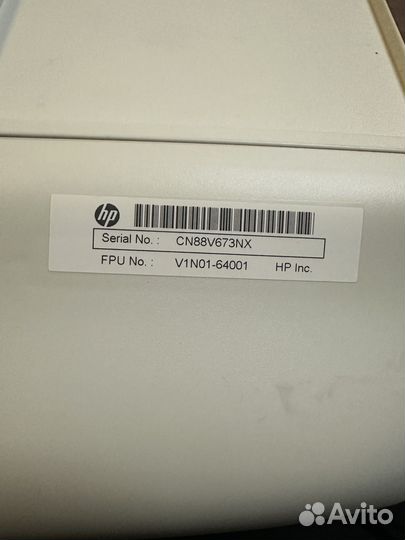 hp
Serial No. : CN88V673NX
FPU No. : V1N01-64001 HP Inc.
Avito